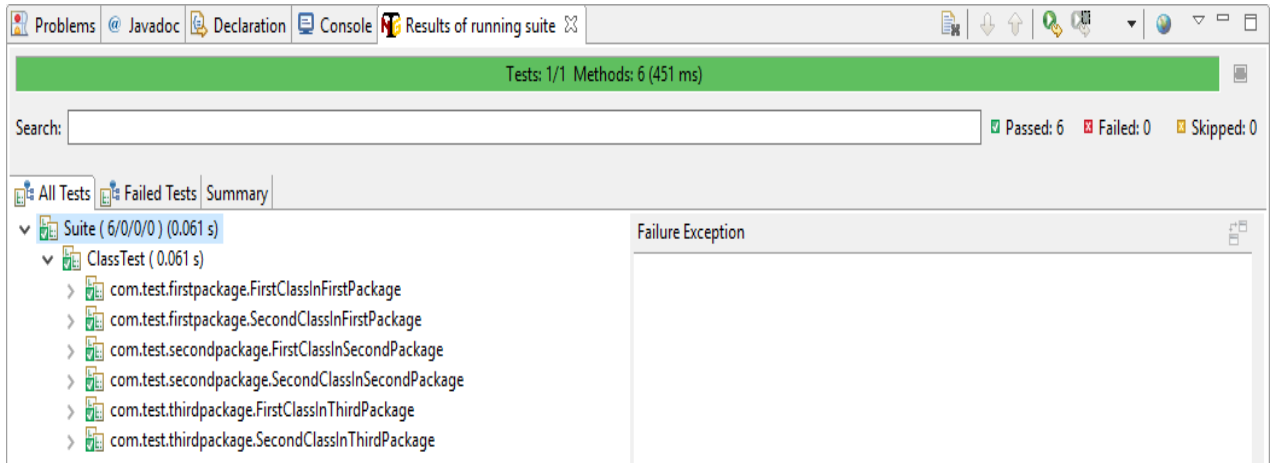 Problems @ Javadoc Declaration Console Results of running suite
Tests: 1/1 Methods: 6 (451 ms)
Search: Passed: 6 Failed: 0 Skipped: 0
All Tests Failed Tests Summary
Suite ( 6/0/0/0 ) (0.061 s) Failure Exception
ClassTest ( 0.061 s)
com.test.firstpackage.FirstClassInFirstPackage
com.test.firstpackage.SecondClassInFirstPackage
com.test.secondpackage.FirstClassInSecondPackage
com.test.secondpackage.SecondClassInSecondPackage
com.test.thirdpackage.FirstClassInThirdPackage
com.test.thirdpackage.SecondClassInThirdPackage